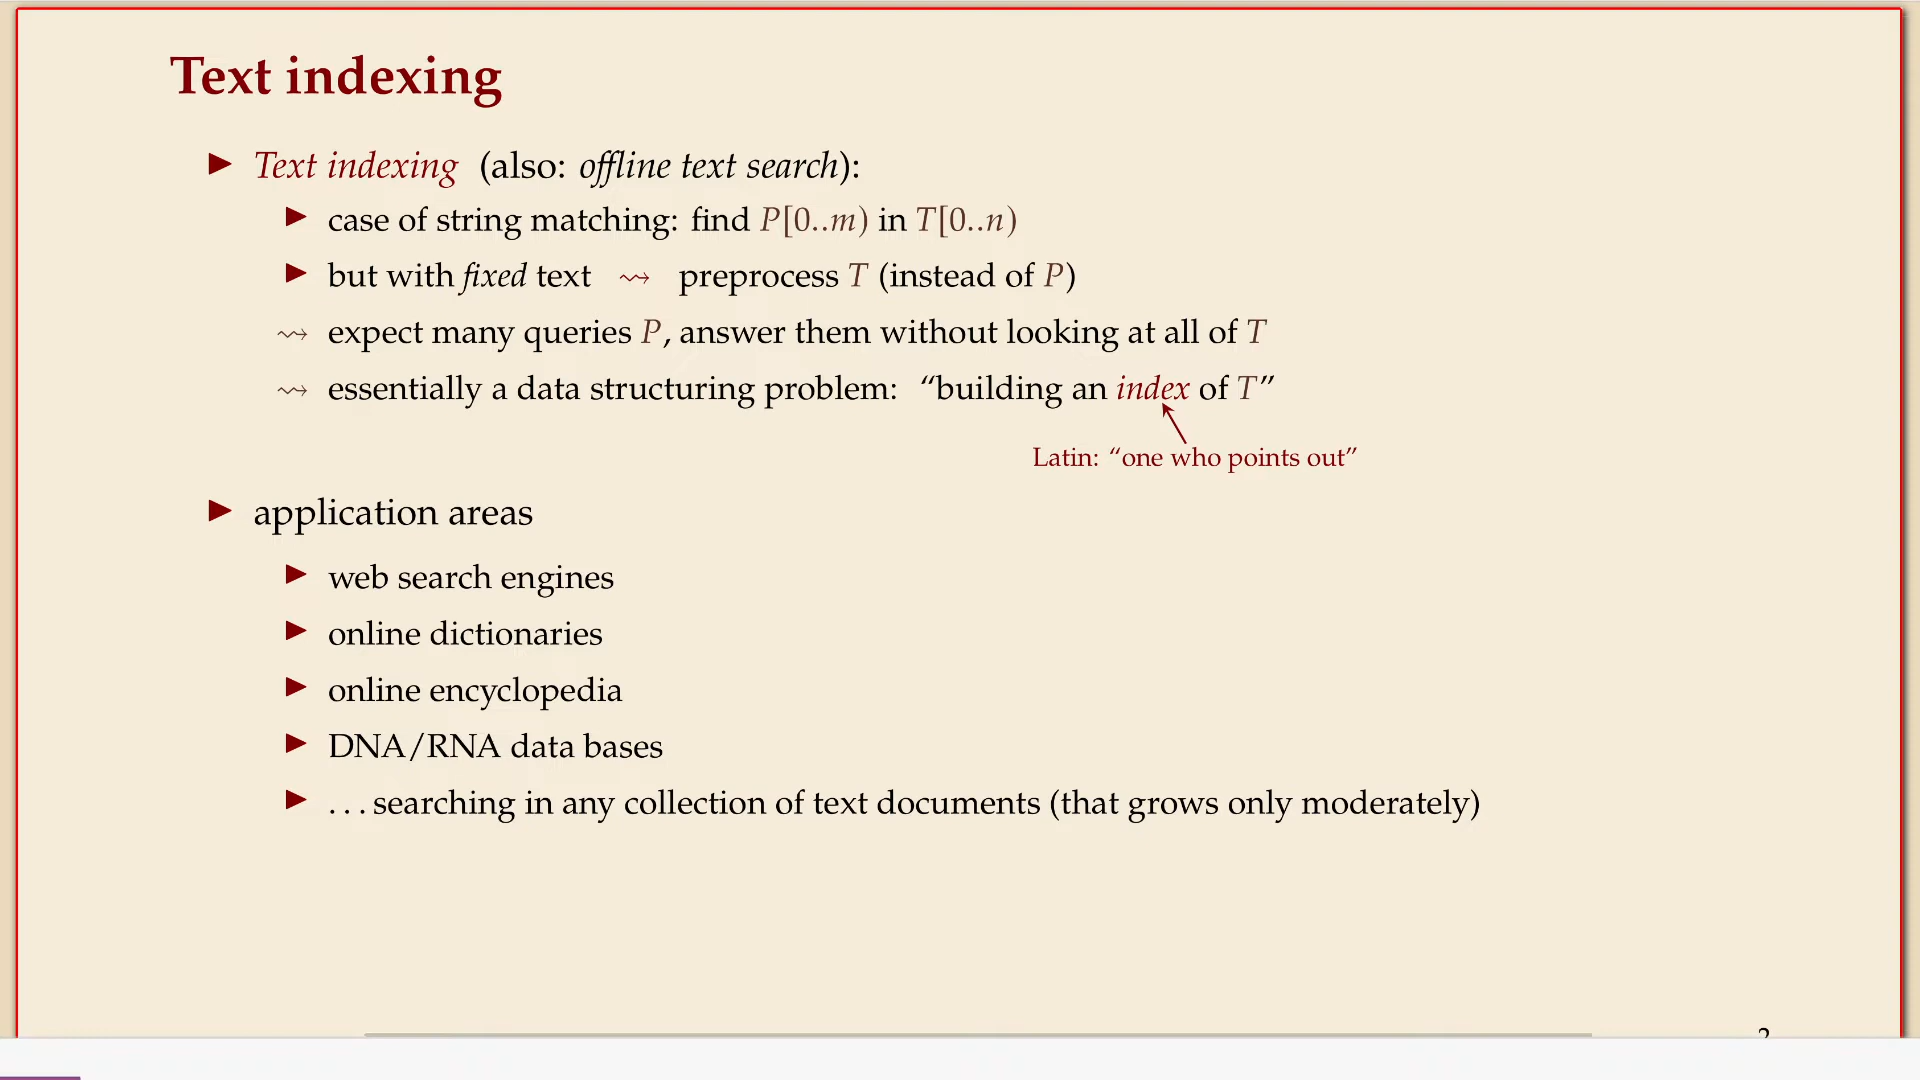 Text indexing
▶ Text indexing (also: offline text search):
▶ case of string matching: find P[0..m) in T[0..n)
▶ but with fixed text ⇝ preprocess T (instead of P)
⇝ expect many queries P, answer them without looking at all of T
⇝ essentially a data structuring problem: “building an index of T”
Latin: “one who points out”
▶ application areas
▶ web search engines
▶ online dictionaries
▶ online encyclopedia
▶ DNA/RNA data bases
▶ ...searching in any collection of text documents (that grows only moderately)